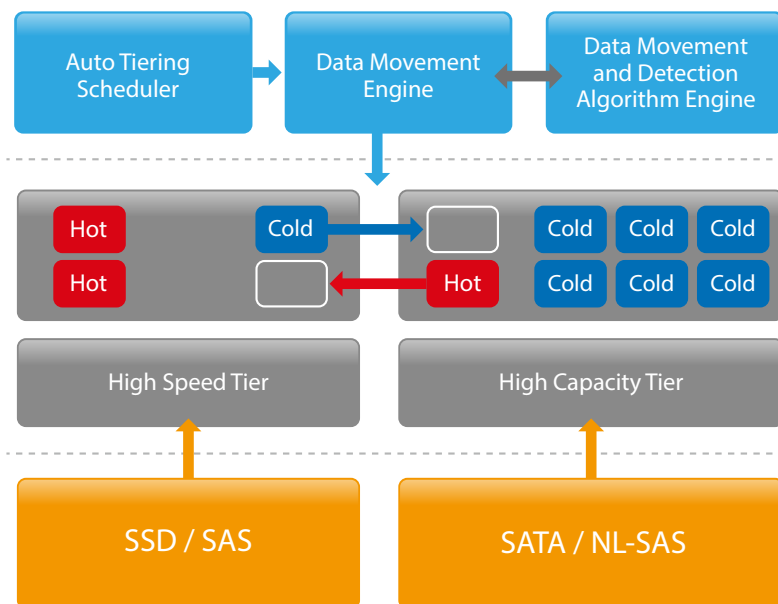 Auto Tiering
Scheduler
Data Movement
Engine
Data Movement
and Detection
Algorithm Engine
Hot
Cold
Cold
Cold
Cold
Hot
Hot
Cold
Cold
Cold
High Speed Tier
High Capacity Tier
SSD / SAS
SATA / NL-SAS